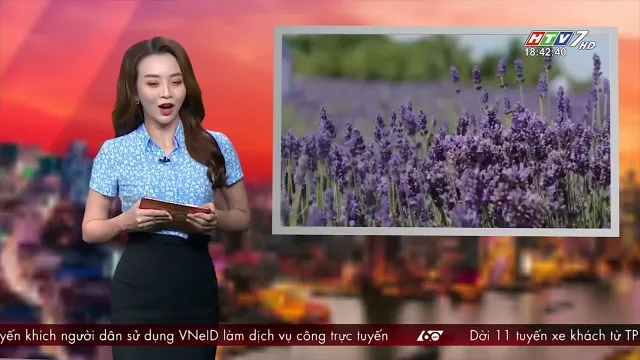 HTV7 HD
18:42:40
yến khích người dân sử dụng VNeID làm dịch vụ công trực tuyến 60 Dời 11 tuyến xe khách từ TP